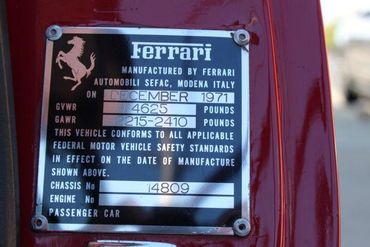 Ferrari
MANUFACTURED BY FERRARI
AUTOMOBILI SEFAC, MODENA ITALY
ON DECEMBER 1971
GVWR 4625 POUNDS
GAWR 2215-2410 POUNDS
THIS VEHICLE CONFORMS TO ALL APPLICABLE
FEDERAL MOTOR VEHICLE SAFETY STANDARDS
IN EFFECT ON THE DATE OF MANUFACTURE
SHOWN ABOVE.
CHASSIS No 14809
ENGINE No
PASSENGER CAR